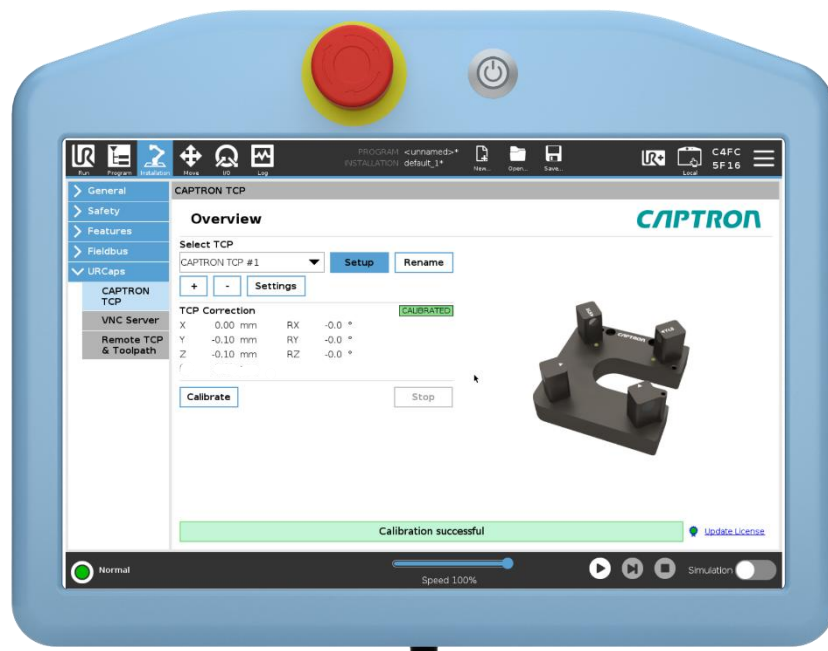 PROGRAM <unnamed>*
INSTALLATION default_1*
UR
UR+
C4FC
5F16
Run
Program
Installation
Move
I/O
Log
New...
Open...
Save...
Local
General
Safety
Features
Fieldbus
URCaps
CAPTRON
TCP
VNC Server
Remote TCP
& Toolpath
CAPTRON TCP
Overview
CAPTRON
Select TCP
CAPTRON TCP #1
Setup
Rename
+
-
Settings
TCP Correction
CALIBRATED
X 0.00 mm RX -0.0 °
Y -0.10 mm RY -0.0 °
Z -0.10 mm RZ -0.0 °
Calibrate
Stop
CAPTRON
Calibration successful
Update License
Normal
Speed 100%
Simulation